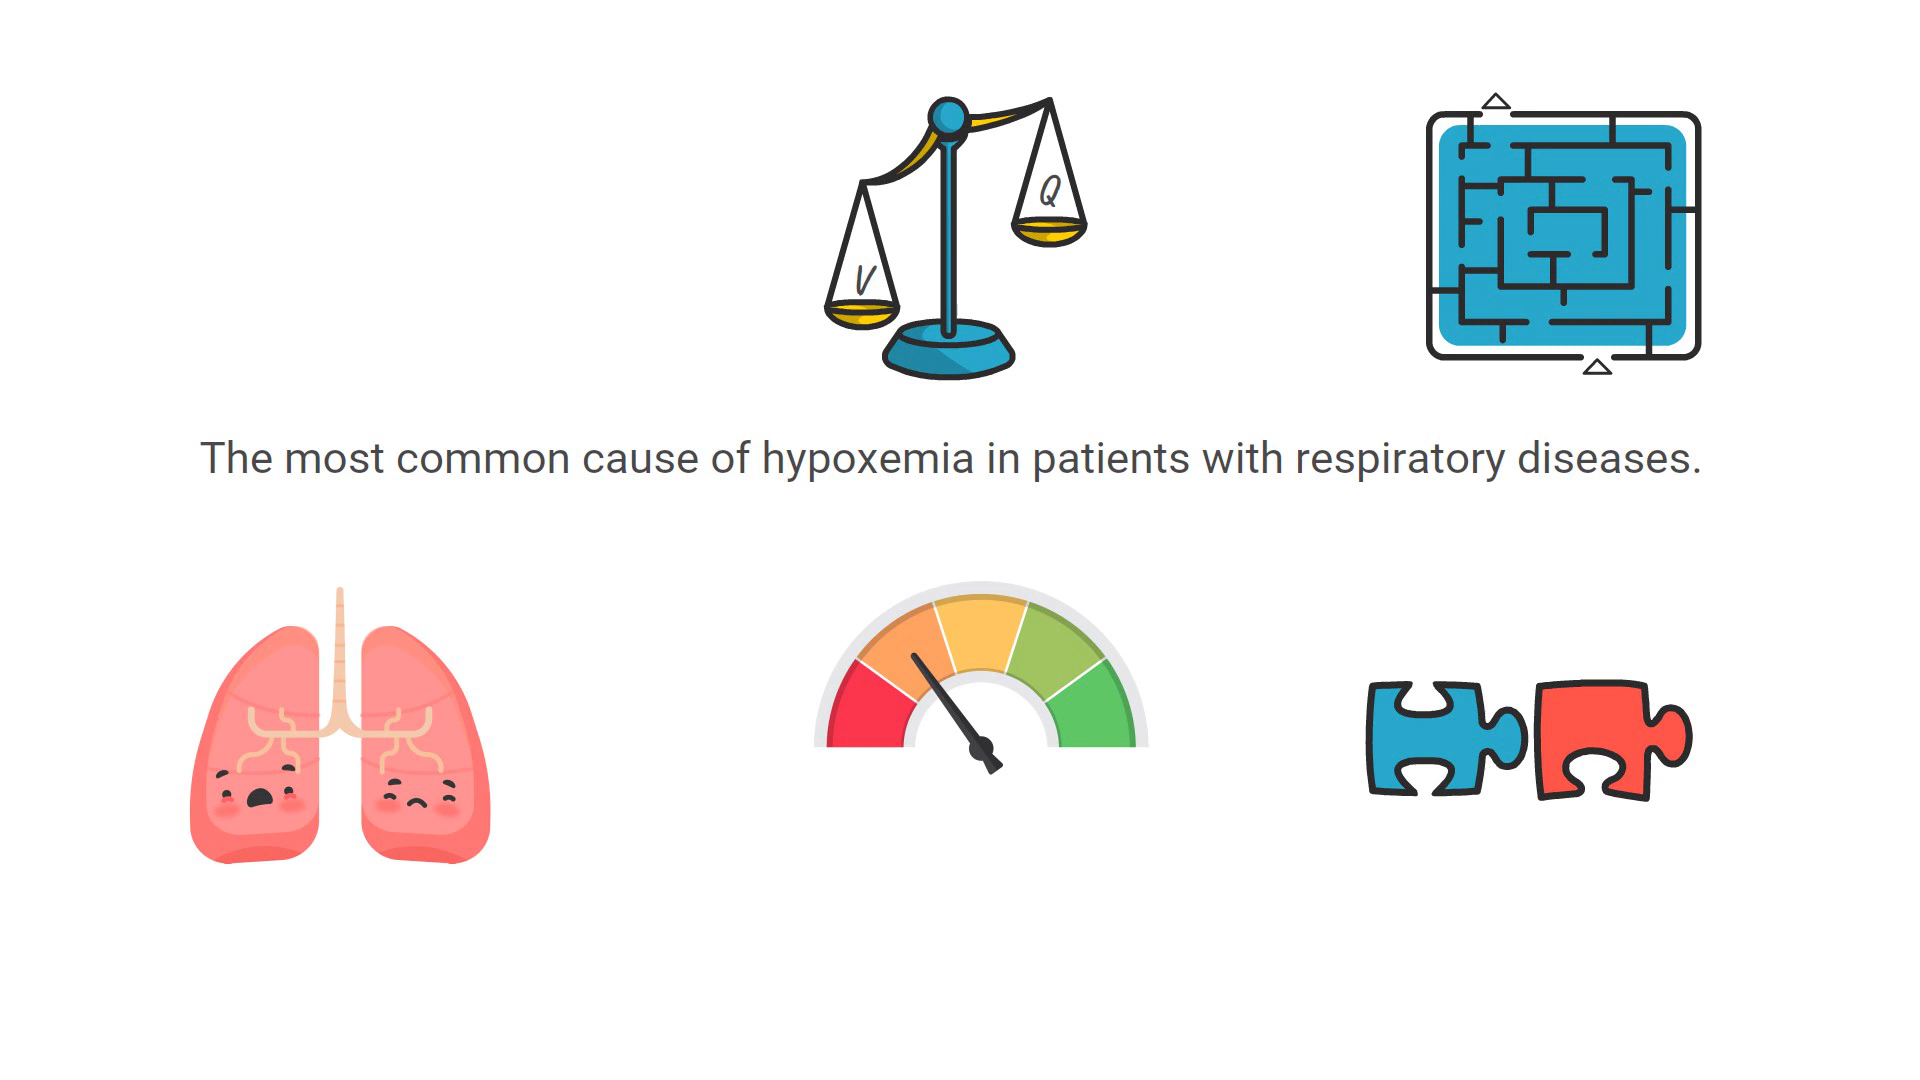 Q
V
The most common cause of hypoxemia in patients with respiratory diseases.